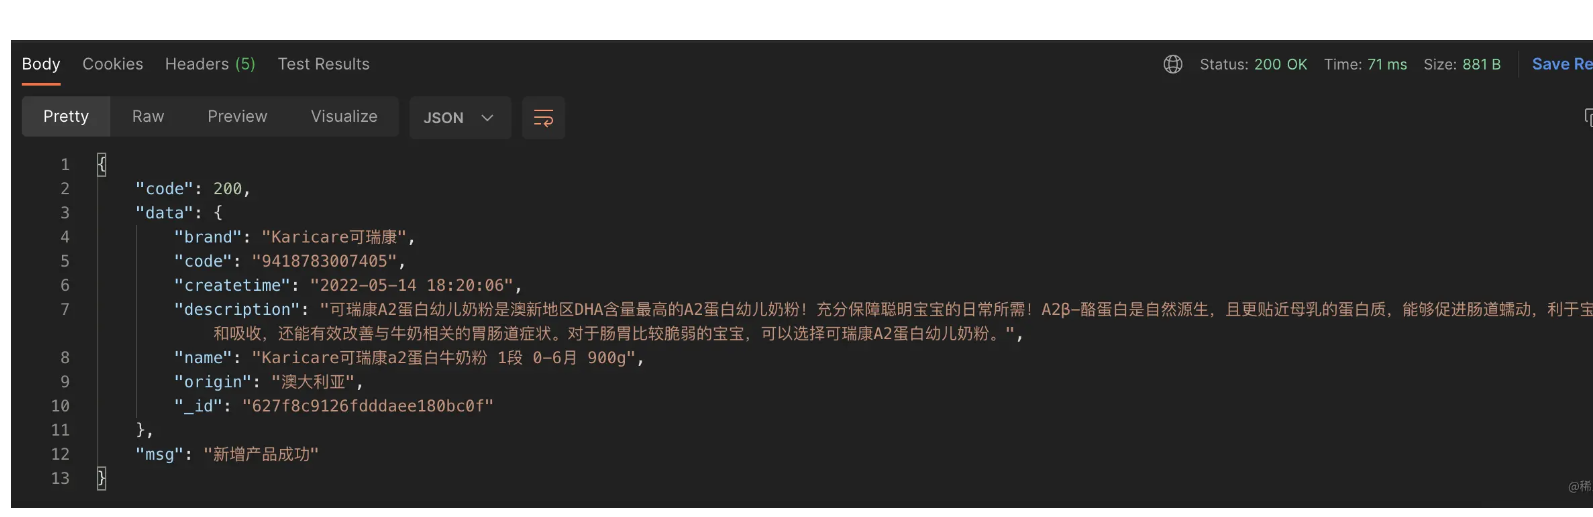 Body Cookies Headers (5) Test Results Status: 200 OK Time: 71 ms Size: 881 B Save Re
Pretty Raw Preview Visualize JSON
1 {
2 "code": 200,
3 "data": {
4 "brand": "Karicare可瑞康",
5 "code": "9418783007405",
6 "createtime": "2022-05-14 18:20:06",
7 "description": "可瑞康A2蛋白幼儿奶粉是澳新地区DHA含量最高的A2蛋白幼儿奶粉！充分保障聪明宝宝的日常所需！A2β-酪蛋白是自然源生，且更贴近母乳的蛋白质，能够促进肠道蠕动，利于宝
和吸收，还能有效改善与牛奶相关的胃肠道症状。对于肠胃比较脆弱的宝宝，可以选择可瑞康A2蛋白幼儿奶粉。",
8 "name": "Karicare可瑞康a2蛋白牛奶粉 1段 0-6月 900g",
9 "origin": "澳大利亚",
10 "_id": "627f8c9126fdddaee180bc0f"
11 },
12 "msg": "新增产品成功"
13 }
@稀